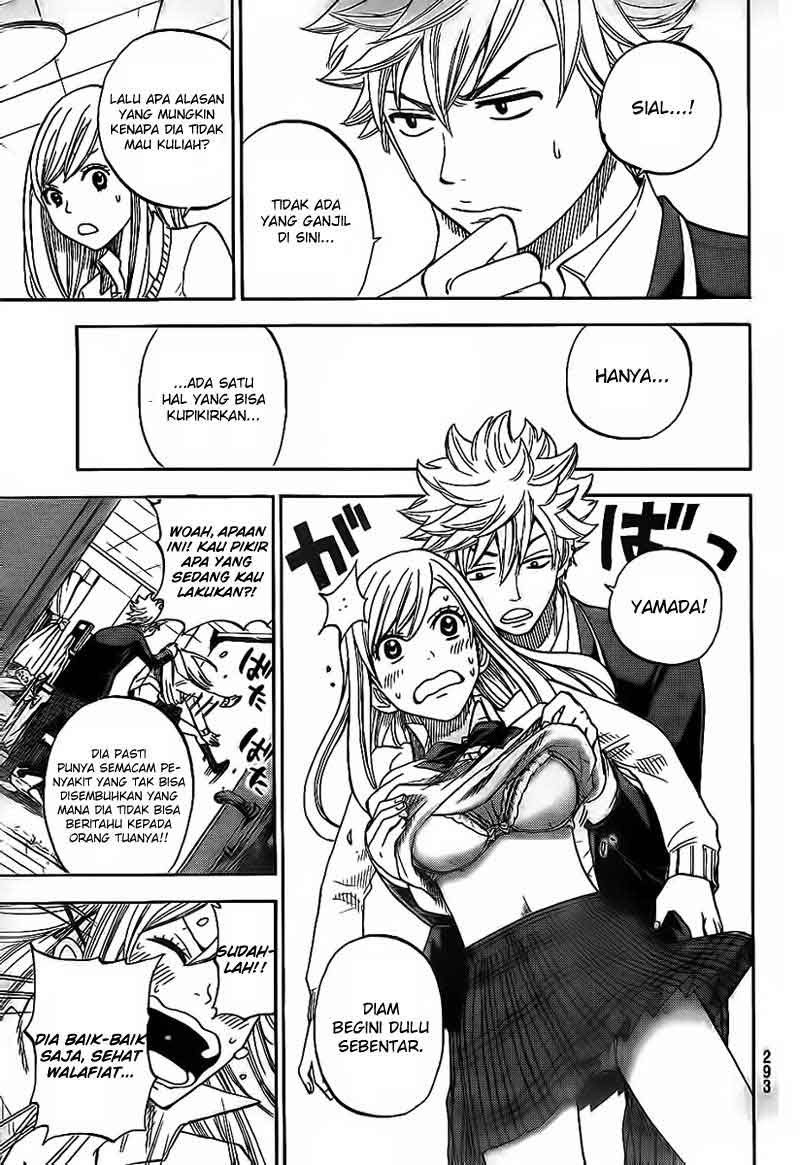 SIAL...!
TIDAK ADA
YANG GANJIL
DI SINI...
LALU APA ALASAN
YANG MUNGKIN
KENAPA DIA TIDAK
MAU KULIAH?
HANYA...
...ADA SATU
HAL YANG BISA
KUPIKIRKAN...
ばっ
YAMADA!
ガ
DIAM
BEGINI DULU
SEBENTAR.
WOAH, APAAN
INI! KAU PIKIR
APA YANG
SEDANG KAU
LAKUKAN?!
ばた
ばた
DIA PASTI
PUNYA SEMACAM PE-
NYAKIT YANG TAK BISA
DISEMBUHKAN YANG
MANA DIA TIDAK BISA
BERITAHU KEPADA
ORANG TUANYA!!
SUDAH-
LAH!!
DIA BAIK-BAIK
SAJA, SEHAT
WALAFIAT...
293